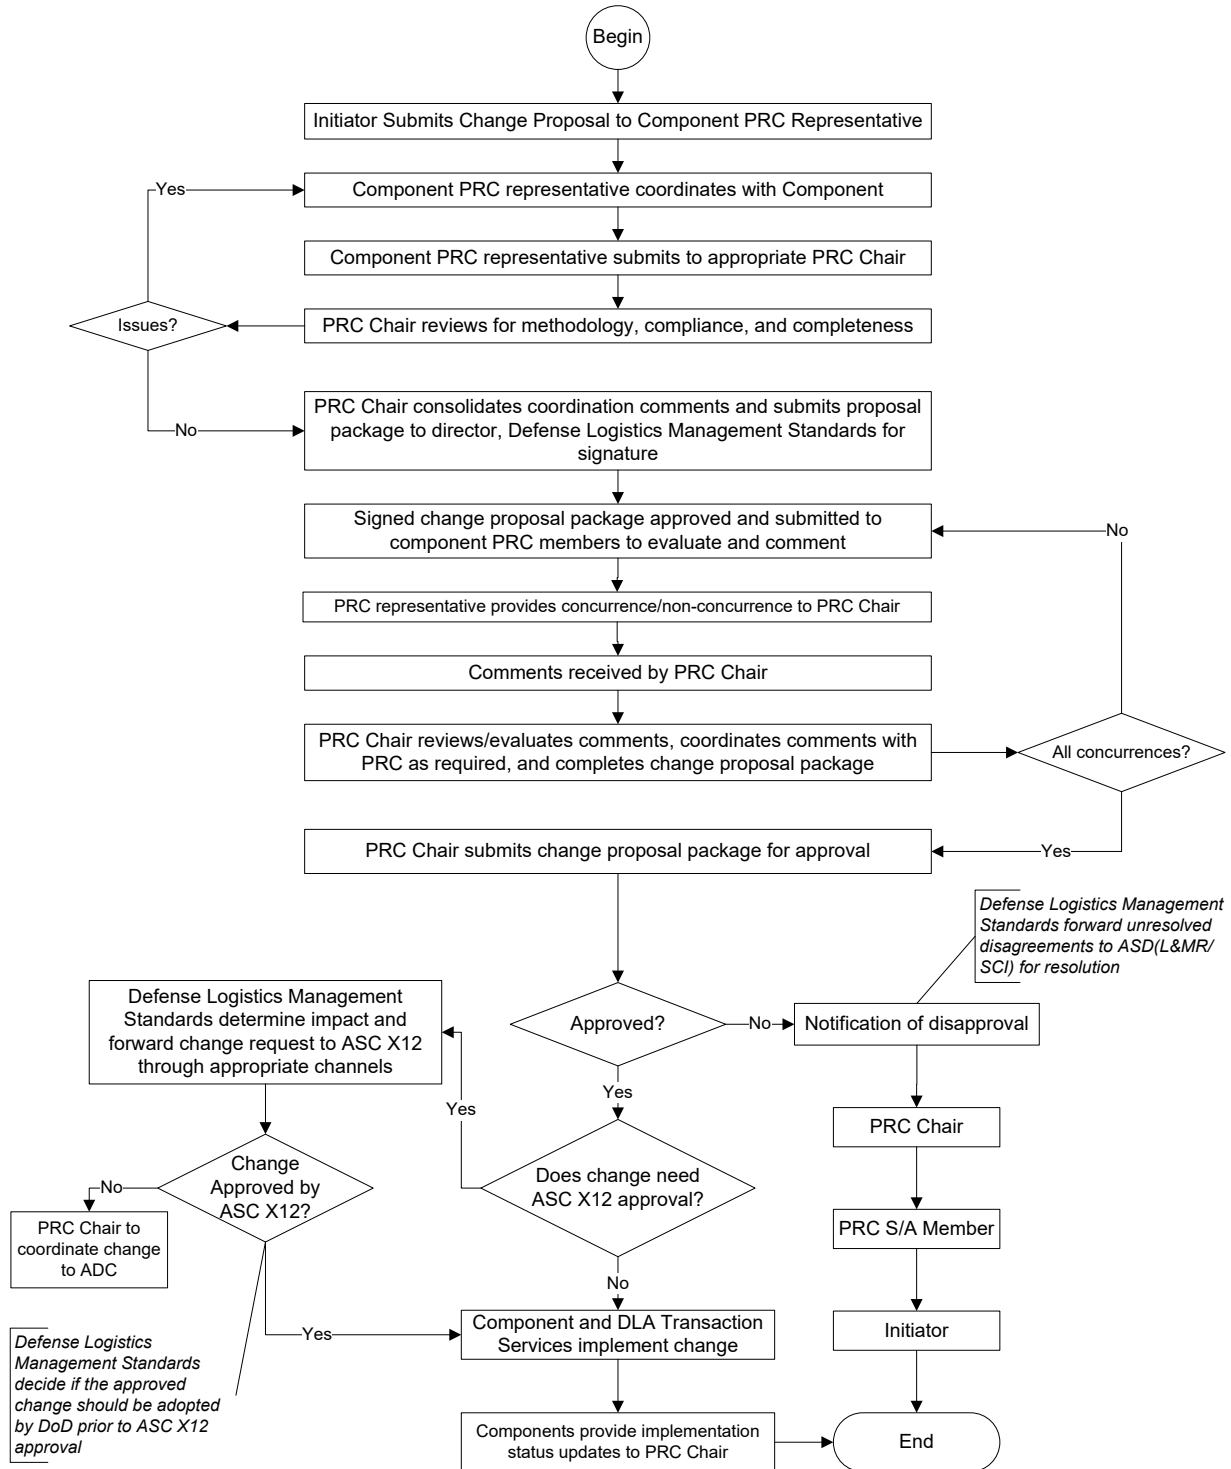 Begin
Initiator Submits Change Proposal to Component PRC Representative
Yes
Component PRC representative coordinates with Component
Component PRC representative submits to appropriate PRC Chair
Issues?
PRC Chair reviews for methodology, compliance, and completeness
No
PRC Chair consolidates coordination comments and submits proposal
package to director, Defense Logistics Management Standards for
signature
Signed change proposal package approved and submitted to
component PRC members to evaluate and comment
No
PRC representative provides concurrence/non-concurrence to PRC Chair
Comments received by PRC Chair
PRC Chair reviews/evaluates comments, coordinates comments with
PRC as required, and completes change proposal package
All concurrences?
PRC Chair submits change proposal package for approval
Yes
Defense Logistics Management
Standards forward unresolved
disagreements to ASD(L&MR/
SCI) for resolution
Defense Logistics Management
Standards determine impact and
forward change request to ASC X12
through appropriate channels
Approved?
No
Notification of disapproval
Yes
Yes
PRC Chair
Change
Approved by
ASC X12?
No
Does change need
ASC X12 approval?
PRC Chair to
coordinate change
to ADC
PRC S/A Member
No
Yes
Component and DLA Transaction
Services implement change
Initiator
Defense Logistics
Management Standards
decide if the approved
change should be adopted
by DoD prior to ASC X12
approval
Components provide implementation
status updates to PRC Chair
End